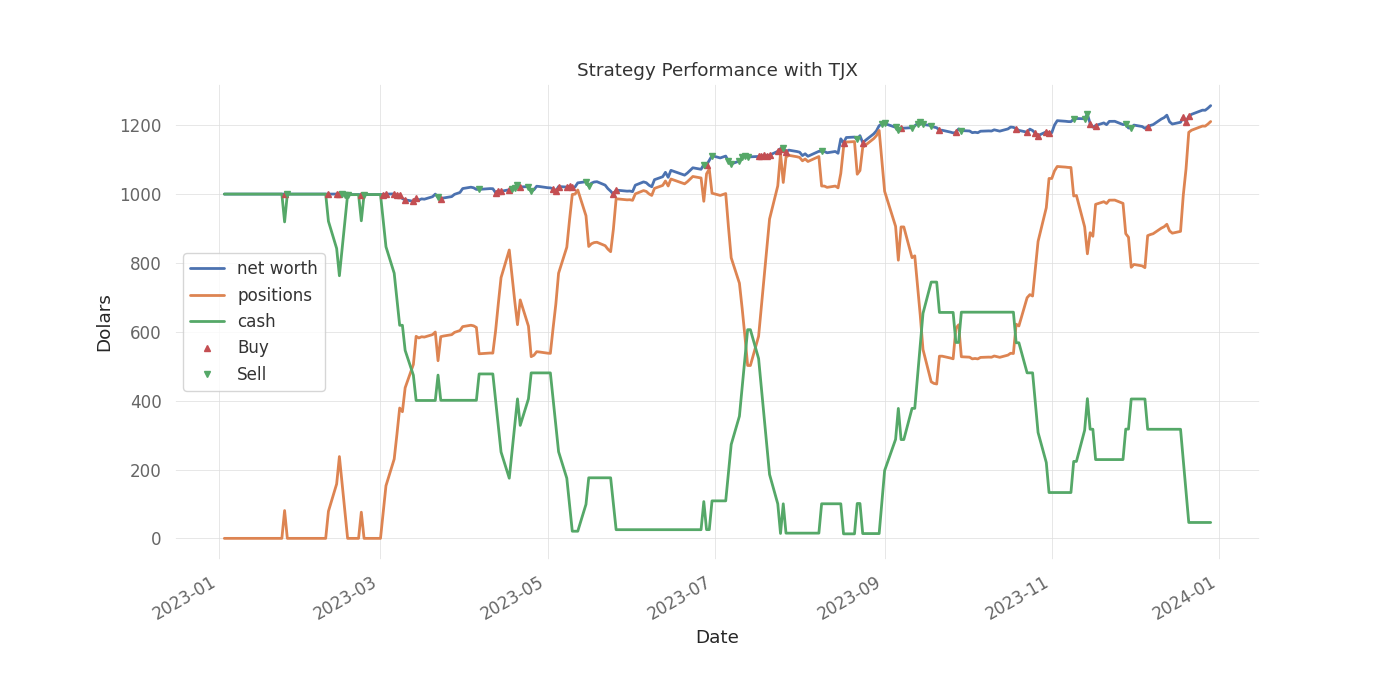 Strategy Performance with TJX
1200
1000
800
600
400
200
0
Dolars
net worth
positions
cash
Buy
Sell
2023-01
2023-03
2023-05
2023-07
2023-09
2023-11
2024-01
Date